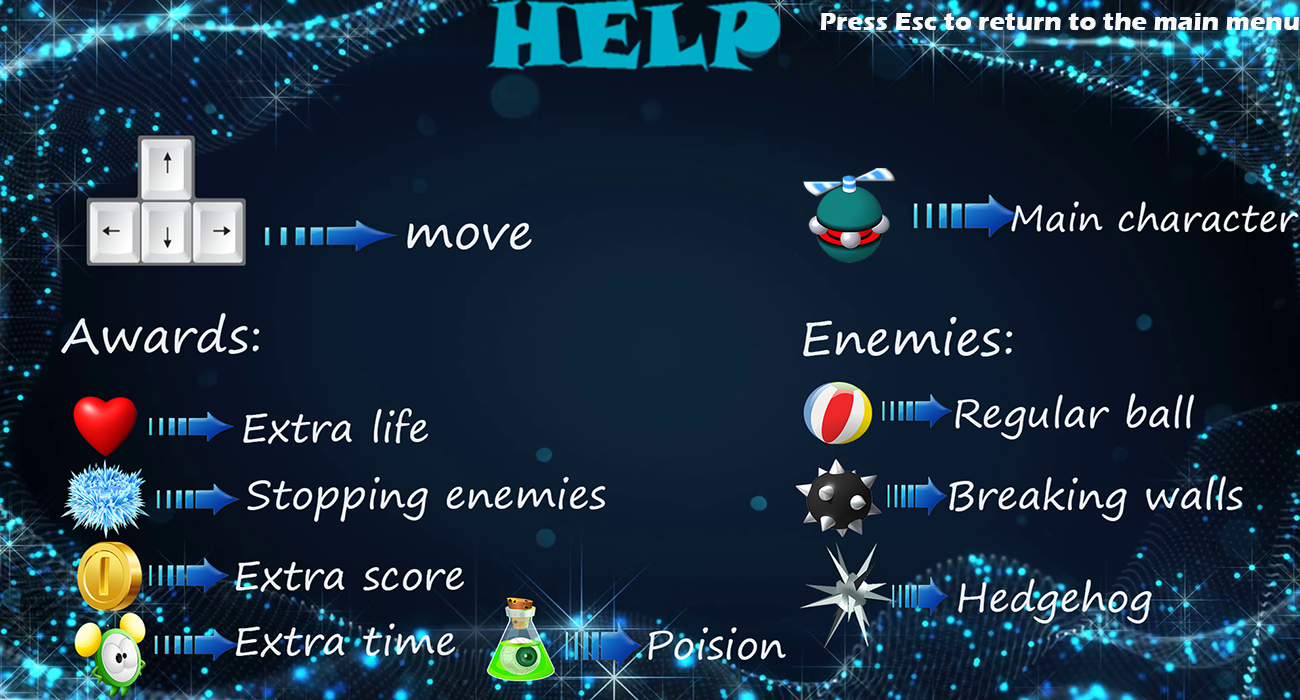 HELP
Press Esc to return to the main menu
move
Main character
Awards:
Enemies:
Extra life
Regular ball
Stopping enemies
Breaking walls
Extra score
Hedgehog
Extra time
Poision